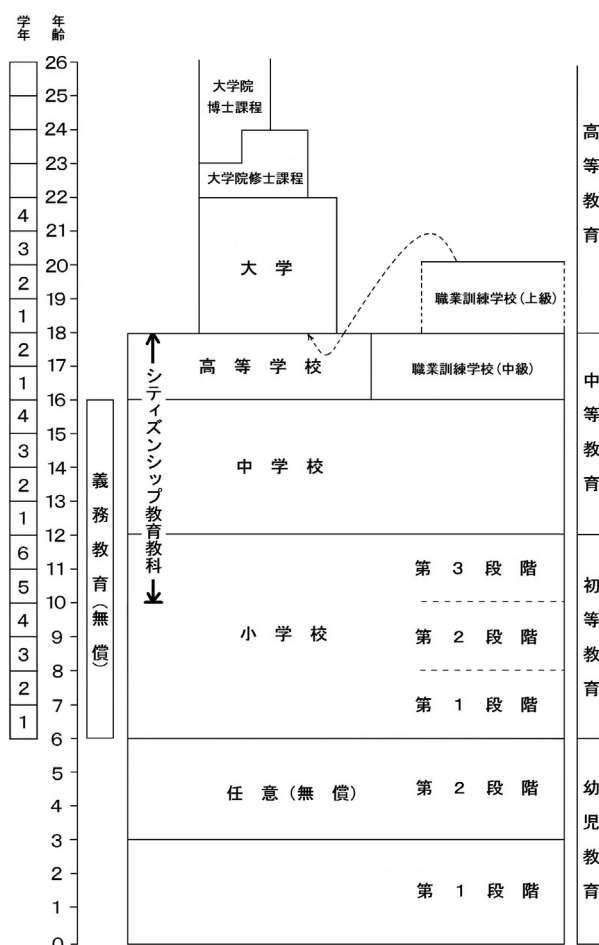 学年
年齢
26
25
24
23
22
21
20
19
18
17
16
15
14
13
12
11
10
9
8
7
6
5
4
3
2
1
0
4
3
2
1
2
1
4
3
2
1
6
5
4
3
2
1
義務教育(無償)
シティズンシップ教育教科
大学院
博士課程
大学院修士課程
大学
職業訓練学校(上級)
高等学校
職業訓練学校(中級)
中学校
小学校
第3段階
第2段階
第1段階
任意(無償)
第2段階
第1段階
高等教育
中等教育
初等教育
幼児教育